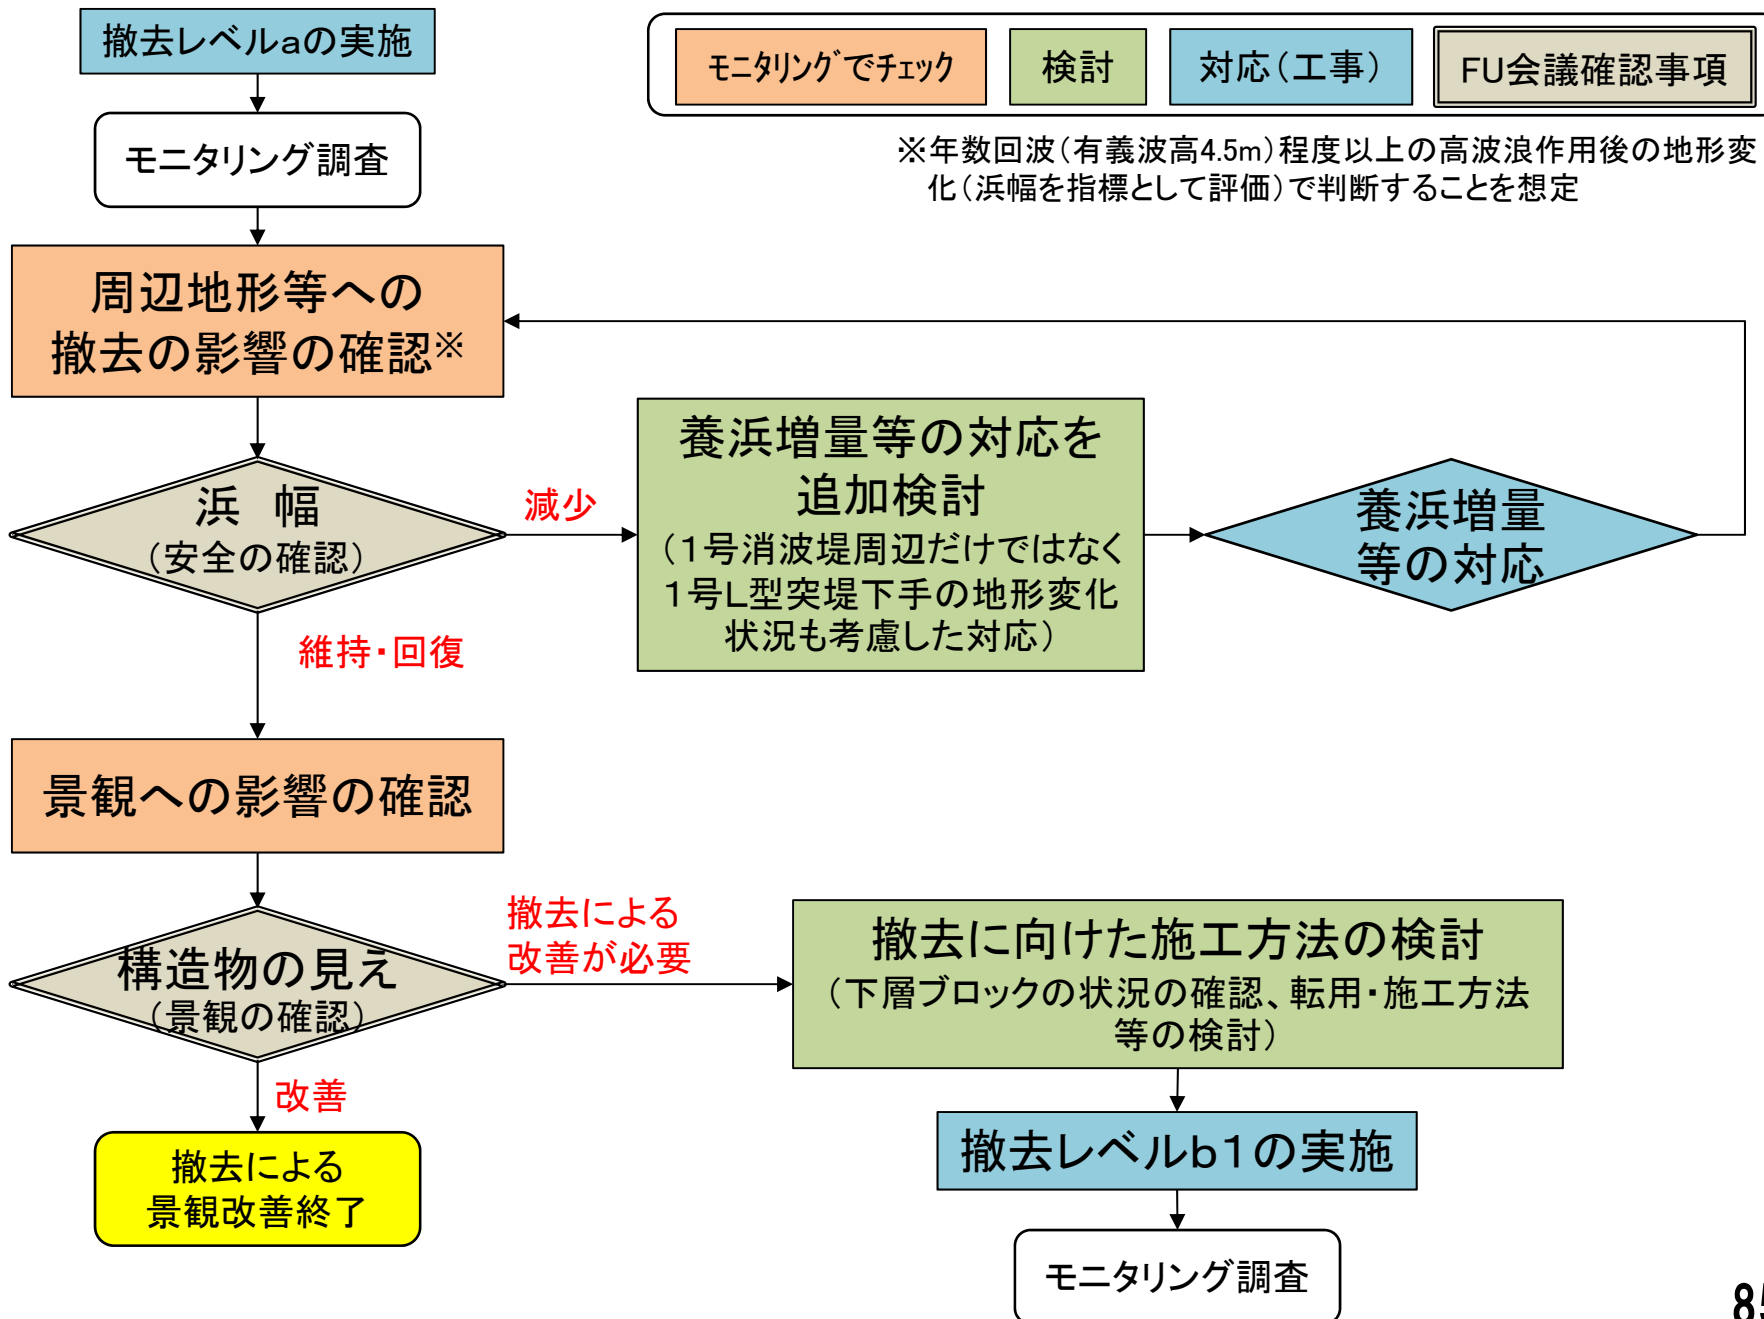 撤去レベルaの実施
モニタリングでチェック
検討
対応(工事)
FU会議確認事項
※年数回波(有義波高4.5m)程度以上の高波浪作用後の地形変
化(浜幅を指標として評価)で判断することを想定
モニタリング調査
周辺地形等への
撤去の影響の確認※
浜 幅
(安全の確認)
減少
養浜増量等の対応を
追加検討
(1号消波堤周辺だけではなく
1号L型突堤下手の地形変化
状況も考慮した対応)
養浜増量
等の対応
維持・回復
景観への影響の確認
構造物の見え
(景観の確認)
撤去による
改善が必要
撤去に向けた施工方法の検討
(下層ブロックの状況の確認、転用・施工方法
等の検討)
改善
撤去による
景観改善終了
撤去レベルb1の実施
モニタリング調査
85